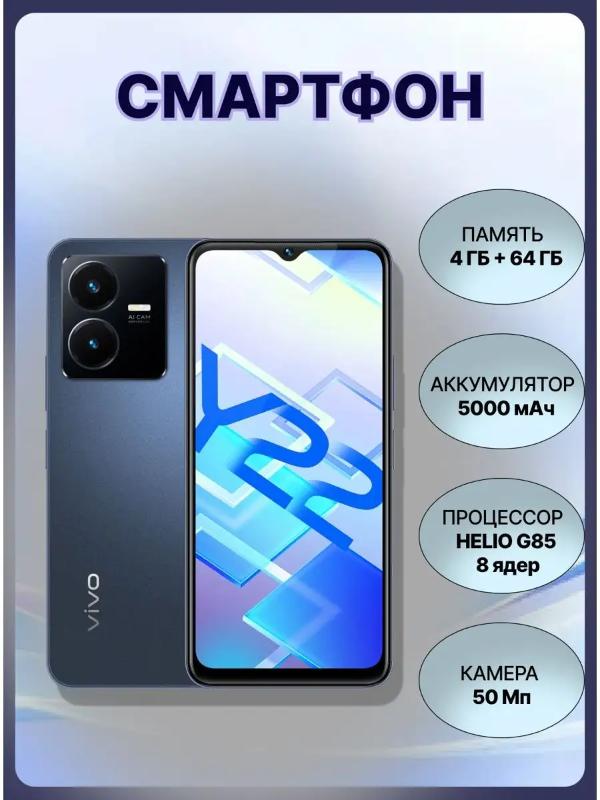 СМАРТФОН
ПАМЯТЬ
4 ГБ + 64 ГБ
АККУМУЛЯТОР
5000 мАч
ПРОЦЕССОР
HELIO G85
8 ядер
КАМЕРА
50 Мп
AI CAM
vivo
Y22